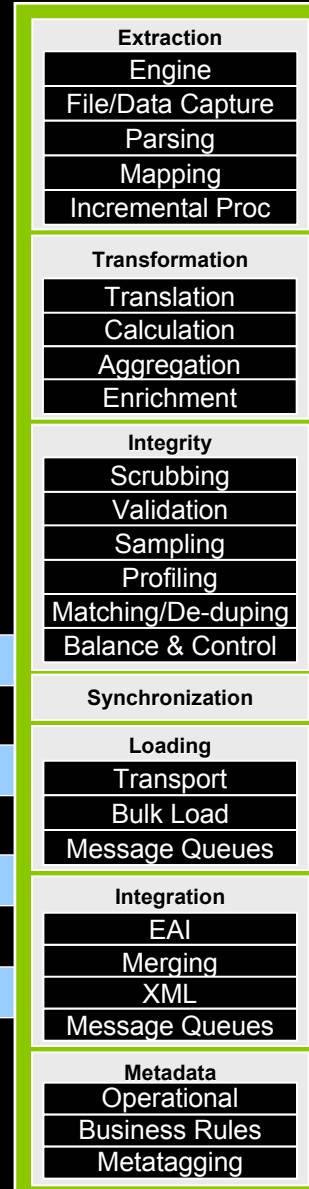 Extraction
Engine
File/Data Capture
Parsing
Mapping
Incremental Proc
Transformation
Translation
Calculation
Aggregation
Enrichment
Integrity
Scrubbing
Validation
Sampling
Profiling
Matching/De-duping
Balance & Control
Synchronization
Loading
Transport
Bulk Load
Message Queues
Integration
EAI
Merging
XML
Message Queues
Metadata
Operational
Business Rules
Metatagging